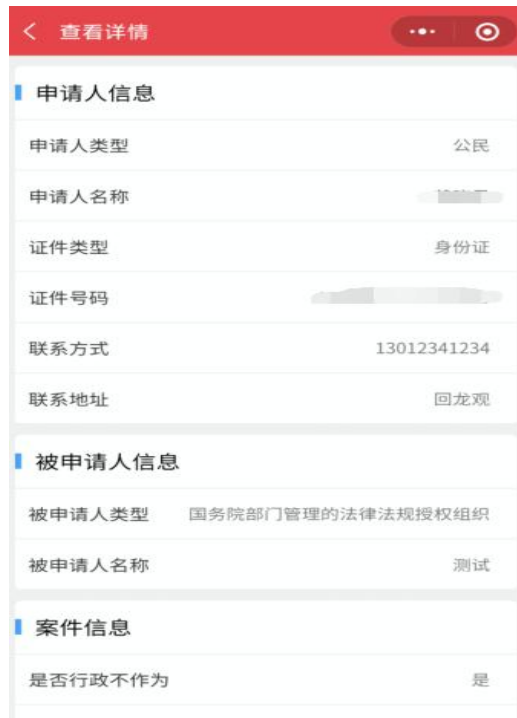 查看详情
申请人信息
申请人类型 公民
申请人名称
证件类型 身份证
证件号码
联系方式 13012341234
联系地址 回龙观
被申请人信息
被申请人类型 国务院部门管理的法律法规授权组织
被申请人名称 测试
案件信息
是否行政不作为 是